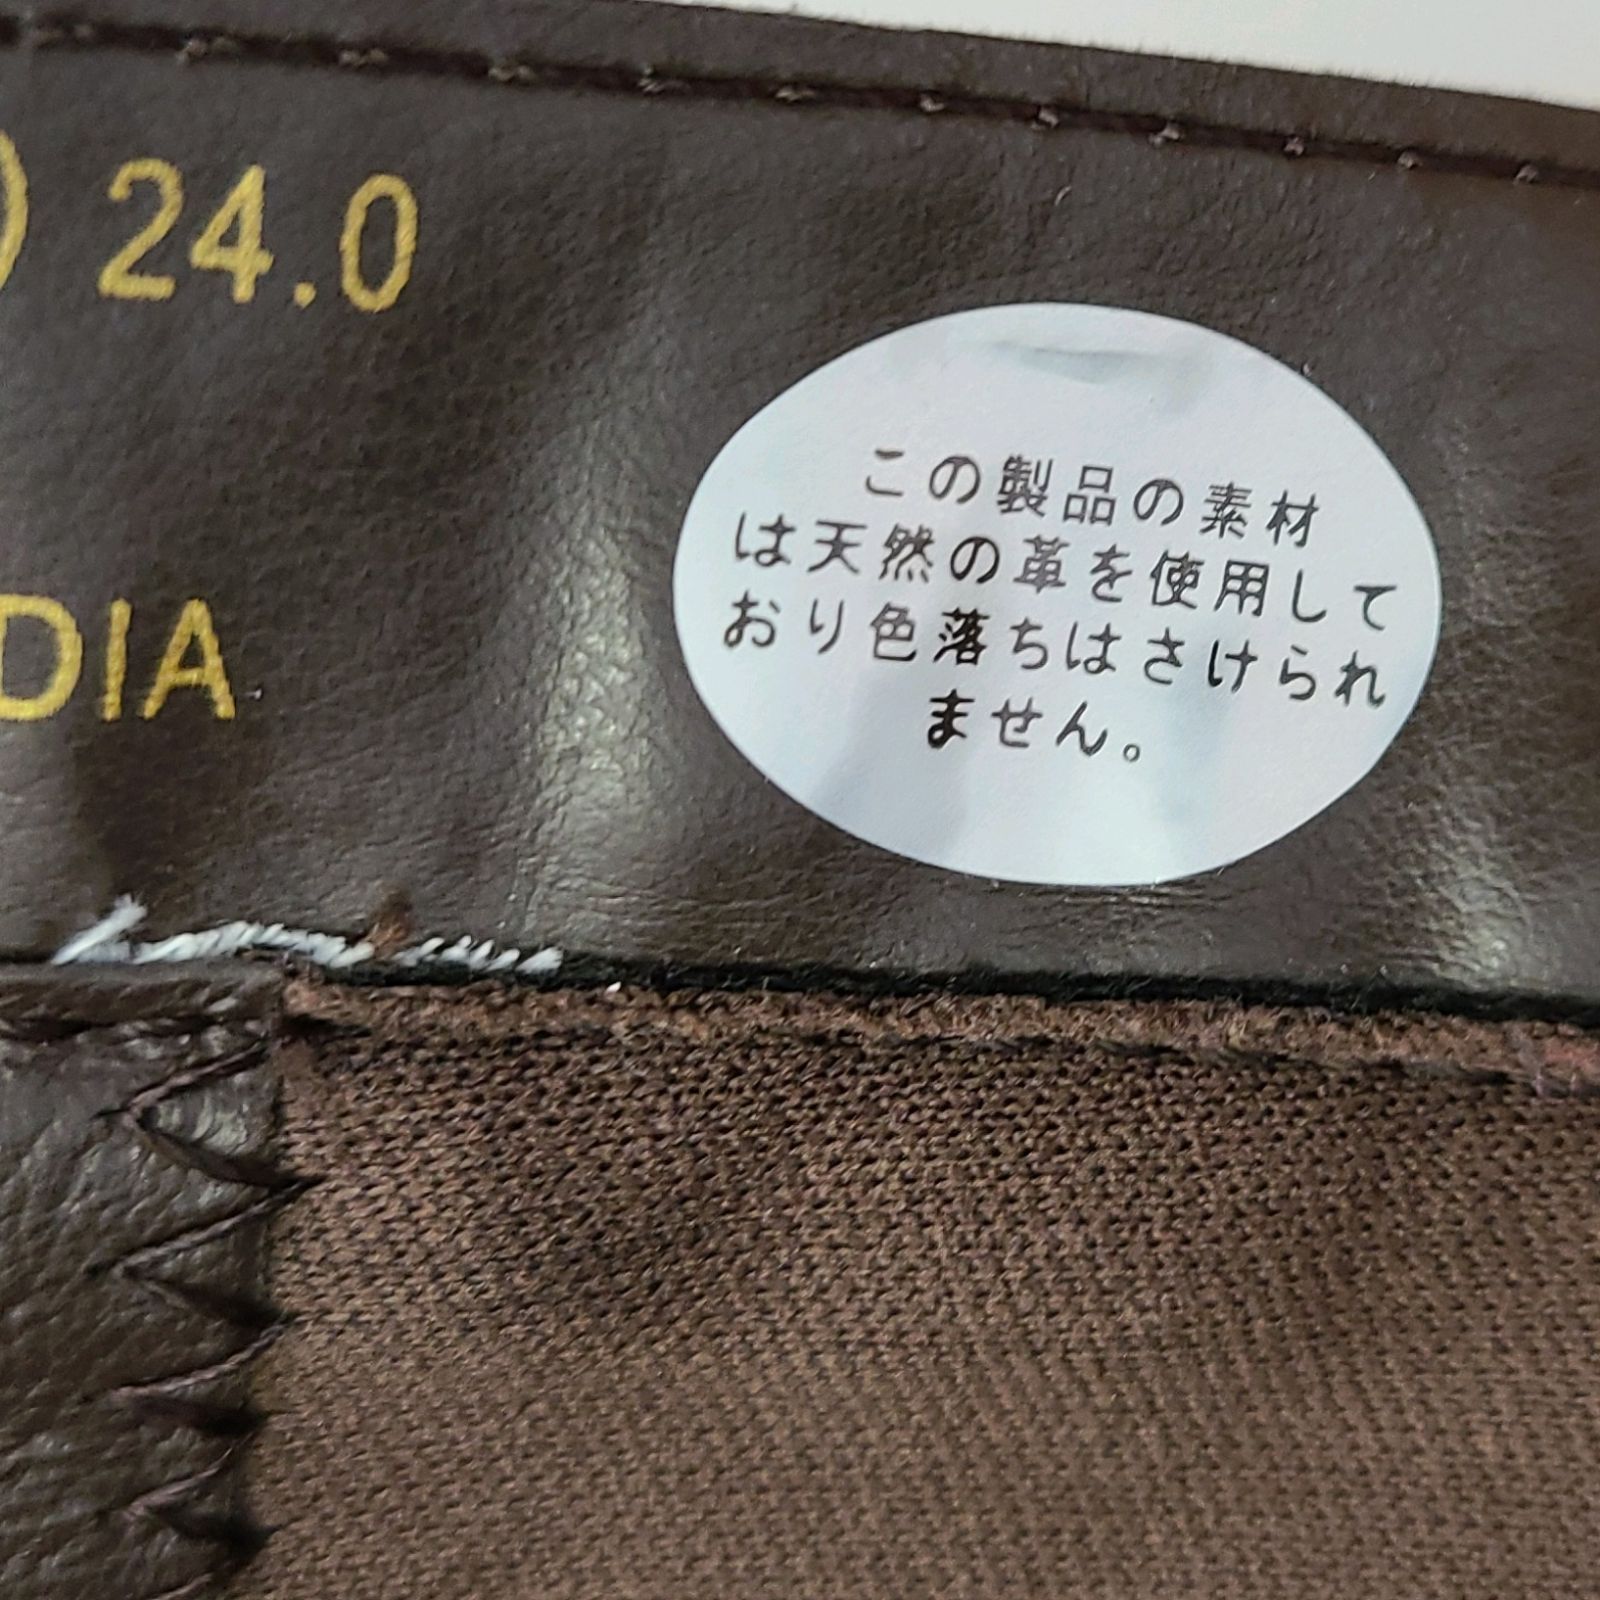 ) 24.0
DIA
この製品の素材
は天然の革を使用して
おり色落ちはさけられ
ません。